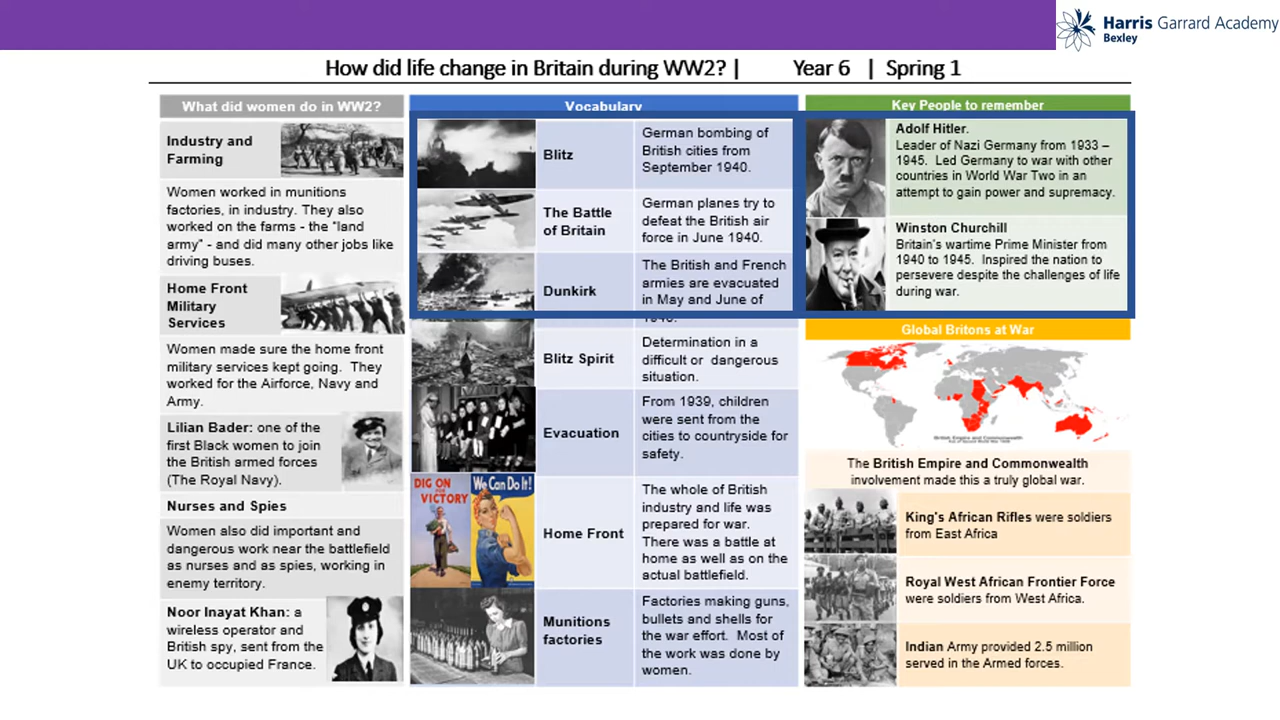 Harris Garrard Academy
Bexley
How did life change in Britain during WW2? | Year 6 | Spring 1
What did women do in WW2?
Industry and
Farming
Women worked in munitions
factories, in industry. They also
worked on the farms - the "land
army" - and did many other jobs like
driving buses.
Home Front
Military
Services
Women made sure the home front
military services kept going. They
worked for the Airforce, Navy and
Army.
Lilian Bader: one of the
first Black women to join
the British armed forces
(The Royal Navy).
Nurses and Spies
Women also did important and
dangerous work near the battlefield
as nurses and as spies, working in
enemy territory.
Noor Inayat Khan: a
wireless operator and
British spy, sent from the
UK to occupied France.
Vocabulary
Blitz
German bombing of
British cities from
September 1940.
The Battle
of Britain
German planes try to
defeat the British air
force in June 1940.
Dunkirk
The British and French
armies are evacuated
in May and June of
1940.
Blitz Spirit
Determination in a
difficult or dangerous
situation.
Evacuation
From 1939, children
were sent from the
cities to countryside for
safety.
DIG ON
FOR
VICTORY
We Can Do It!
Home Front
The whole of British
industry and life was
prepared for war.
There was a battle at
home as well as on the
actual battlefield.
Munitions
factories
Factories making guns,
bullets and shells for
the war effort. Most of
the work was done by
women.
Key People to remember
Adolf Hitler.
Leader of Nazi Germany from 1933 –
1945. Led Germany to war with other
countries in World War Two in an
attempt to gain power and supremacy.
Winston Churchill
Britain's wartime Prime Minister from
1940 to 1945. Inspired the nation to
persevere despite the challenges of life
during war.
Global Britons at War
British Empire and Commonwealth
The British Empire and Commonwealth
involvement made this a truly global war.
King's African Rifles were soldiers
from East Africa
Royal West African Frontier Force
were soldiers from West Africa.
Indian Army provided 2.5 million
served in the Armed forces.